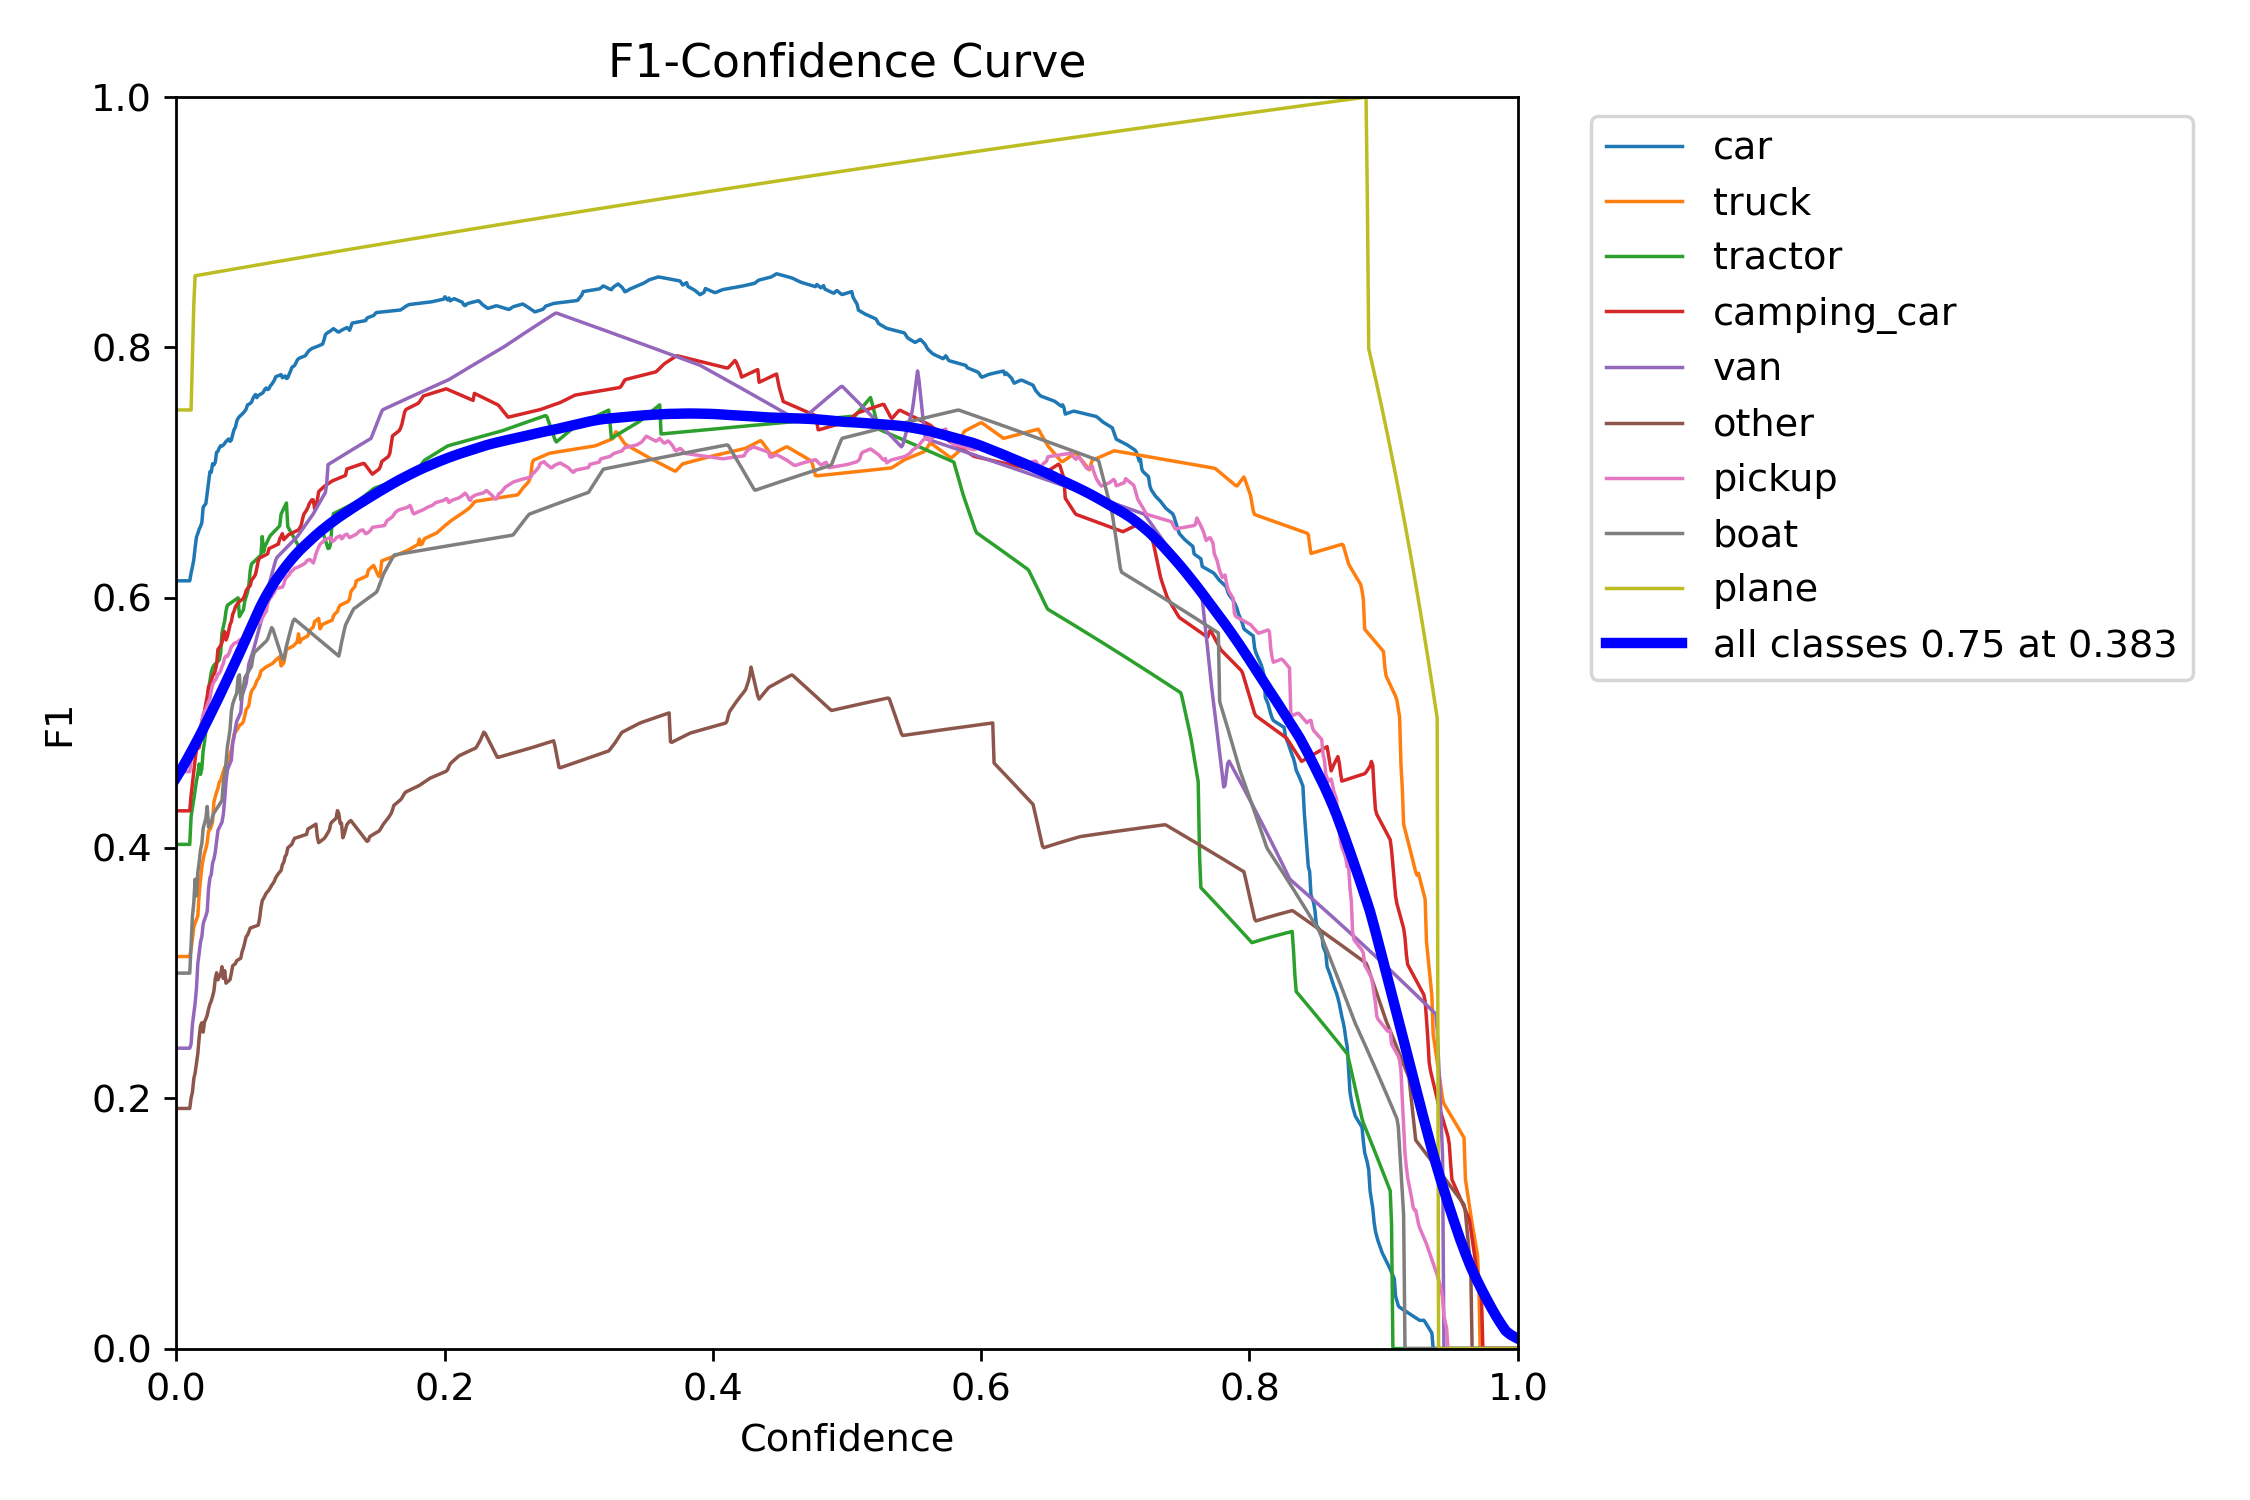 F1-Confidence Curve
1.0
0.8
0.6
0.4
0.2
0.0
F1
0.0 0.2 0.4 0.6 0.8 1.0
Confidence
car
truck
tractor
camping_car
van
other
pickup
boat
plane
all classes 0.75 at 0.383